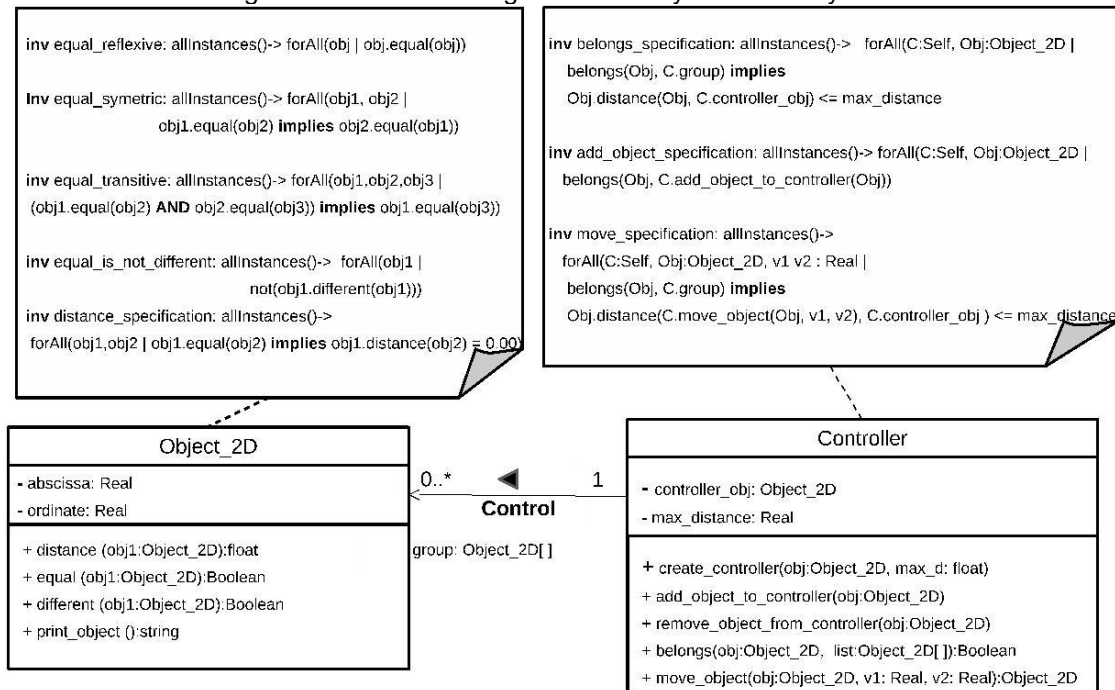 inv equal_reflexive: allInstances()-> forAll(obj | obj.equal(obj))
Inv equal_symetric: allInstances()-> forAll(obj1, obj2 |
obj1.equal(obj2) implies obj2.equal(obj1))
inv equal_transitive: allInstances()-> forAll(obj1,obj2,obj3 |
(obj1.equal(obj2) AND obj2.equal(obj3)) implies obj1.equal(obj3))
inv equal_is_not_different: allInstances()-> forAll(obj1 |
not(obj1.different(obj1)))
inv distance_specification: allInstances()->
forAll(obj1,obj2 | obj1.equal(obj2) implies obj1.distance(obj2) = 0.00)
inv belongs_specification: allInstances()-> forAll(C:Self, Obj:Object_2D |
belongs(Obj, C.group) implies
Obj.distance(Obj, C.controller_obj) <= max_distance
inv add_object_specification: allInstances()-> forAll(C:Self, Obj:Object_2D |
belongs(Obj, C.add_object_to_controller(Obj))
inv move_specification: allInstances()->
forAll(C:Self, Obj:Object_2D, v1 v2 : Real |
belongs(Obj, C.group) implies
Obj.distance(C.move_object(Obj, v1, v2), C.controller_obj ) <= max_distance
Object_2D
- abscissa: Real
- ordinate: Real
+ distance (obj1:Object_2D):float
+ equal (obj1:Object_2D):Boolean
+ different (obj1:Object_2D):Boolean
+ print_object ():string
0..* 1
Control
group: Object_2D[ ]
Controller
- controller_obj: Object_2D
- max_distance: Real
+ create_controller(obj:Object_2D, max_d: float)
+ add_object_to_controller(obj:Object_2D)
+ remove_object_from_controller(obj:Object_2D)
+ belongs(obj:Object_2D, list:Object_2D[ ]):Boolean
+ move_object(obj:Object_2D, v1: Real, v2: Real):Object_2D